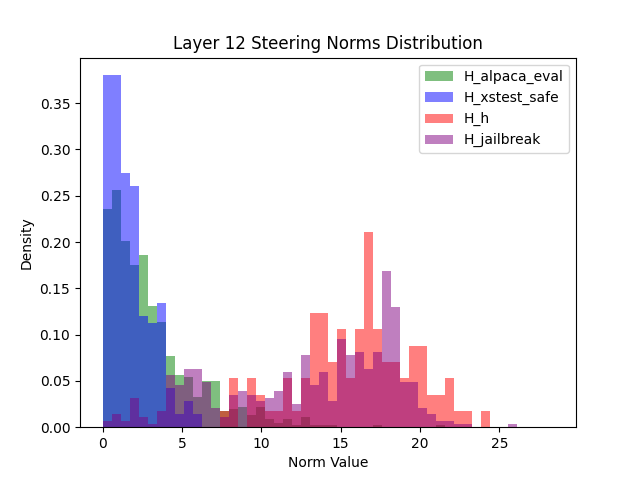 Layer 12 Steering Norms Distribution
H_alpaca_eval
H_xstest_safe
H_h
H_jailbreak
Density
0.35
0.30
0.25
0.20
0.15
0.10
0.05
0.00
0
5
10
15
20
25
Norm Value